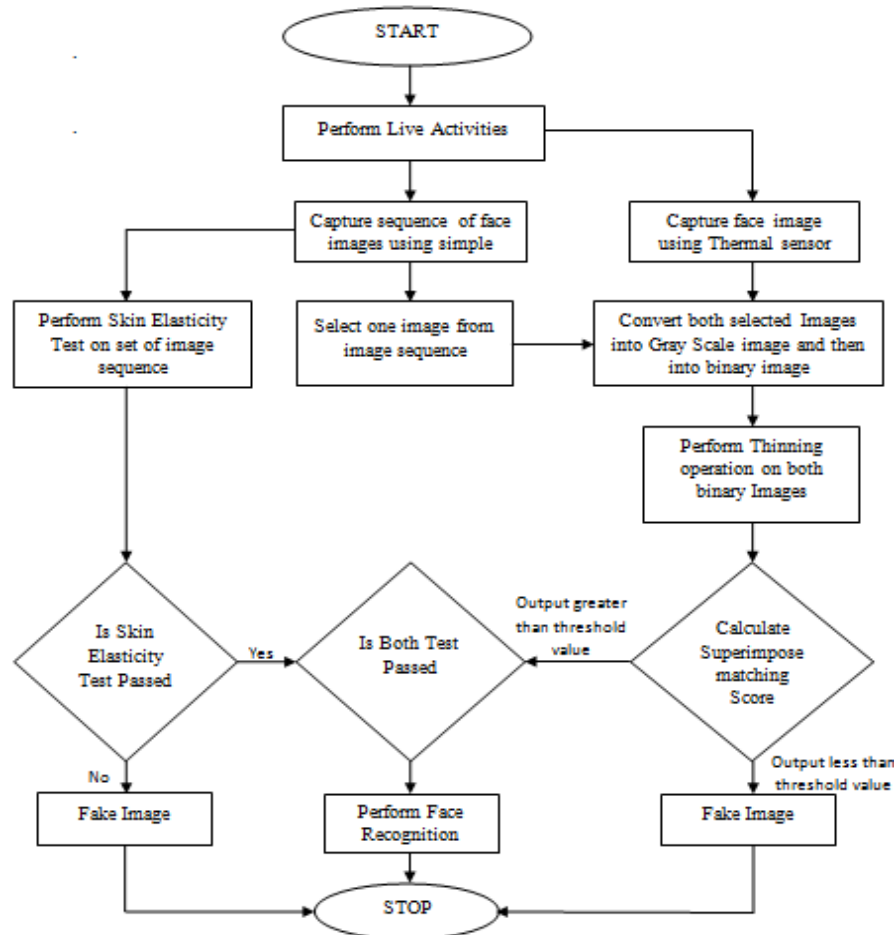 START
Perform Live Activities
Capture sequence of face
images using simple
Capture face image
using Thermal sensor
Perform Skin Elasticity
Test on set of image
sequence
Select one image from
image sequence
Convert both selected Images
into Gray Scale image and then
into binary image
Perform Thinning
operation on both
binary Images
Is Skin
Elasticity
Test Passed
Yes
Is Both Test
Passed
Output greater
than threshold
value
Calculate
Superimpose
matching
Score
No
Output less than
threshold value
Fake Image
Perform Face
Recognition
Fake Image
STOP